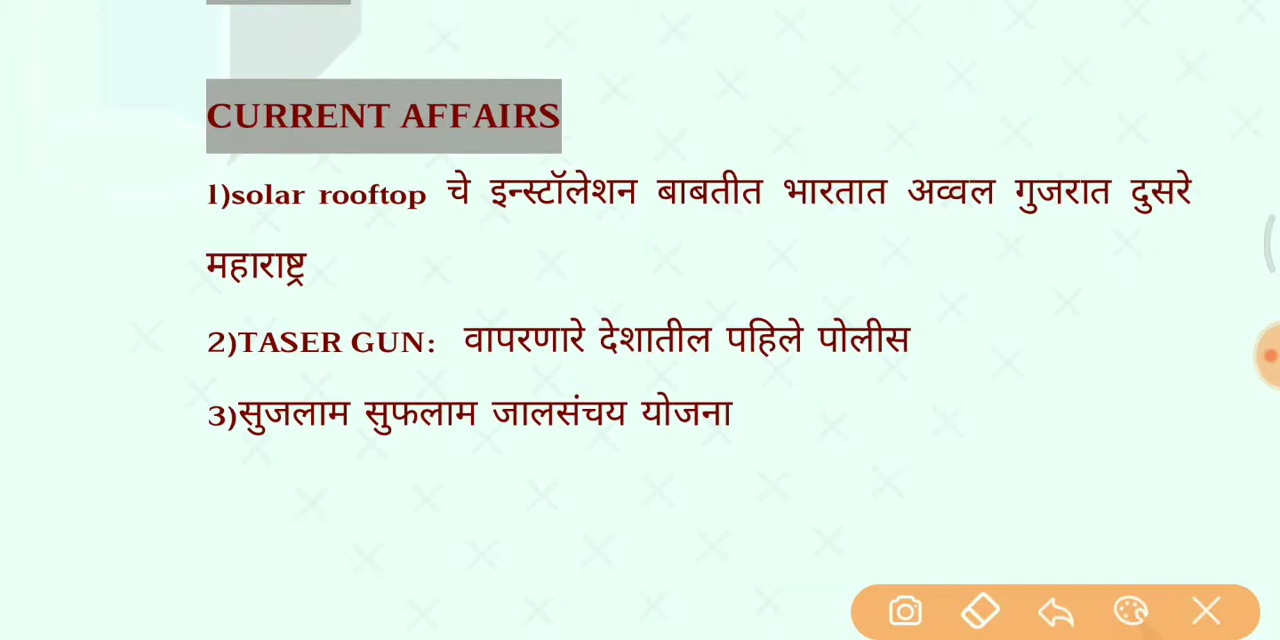 CURRENT AFFAIRS
1)solar rooftop चे इन्स्टॉलेशन बाबतीत भारतात अव्वल गुजरात दुसरे
महाराष्ट्र
2)TASER GUN: वापरणारे देशातील पहिले पोलीस
3)सुजलाम सुफलाम जालसंचय योजना